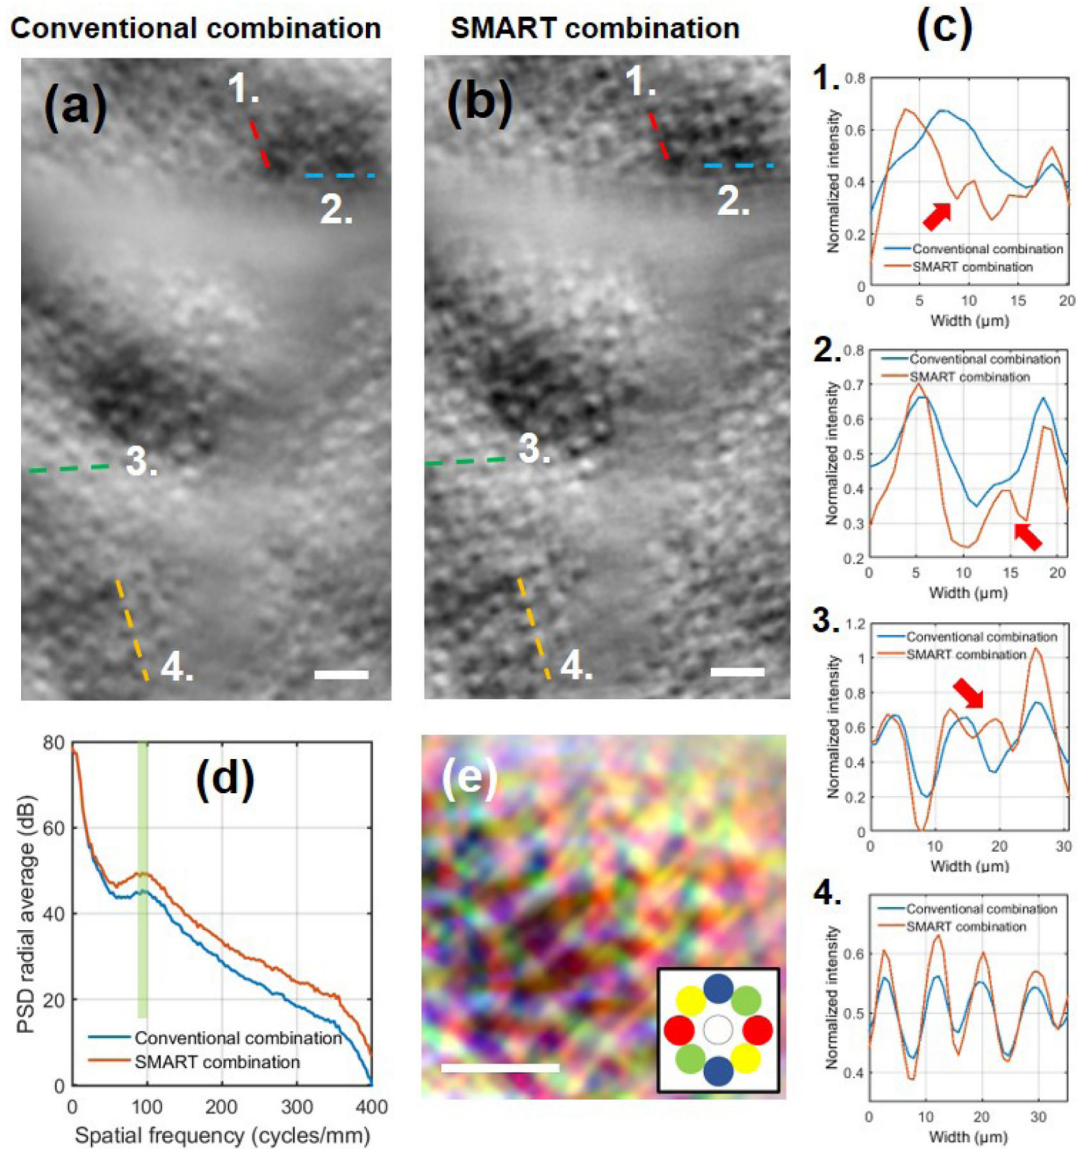 Conventional combination
SMART combination
(c)
(a)
1.
2.
3.
4.
(b)
1.
2.
3.
4.
1.
0.8
0.6
0.4
0.2
0
Normalized intensity
Conventional combination
SMART combination
0 5 10 15 20
Width (µm)
2.
0.8
0.7
0.6
0.5
0.4
0.3
0.2
Normalized intensity
Conventional combination
SMART combination
0 5 10 15 20
Width (µm)
3.
1.2
1
0.8
0.6
0.4
0.2
0
Normalized intensity
Conventional combination
SMART combination
0 10 20 30
Width (µm)
4.
0.6
0.5
0.4
Normalized intensity
Conventional combination
SMART combination
0 10 20 30
Width (µm)
(d)
80
60
40
20
0
PSD radial average (dB)
Conventional combination
SMART combination
0 100 200 300 400
Spatial frequency (cycles/mm)
(e)